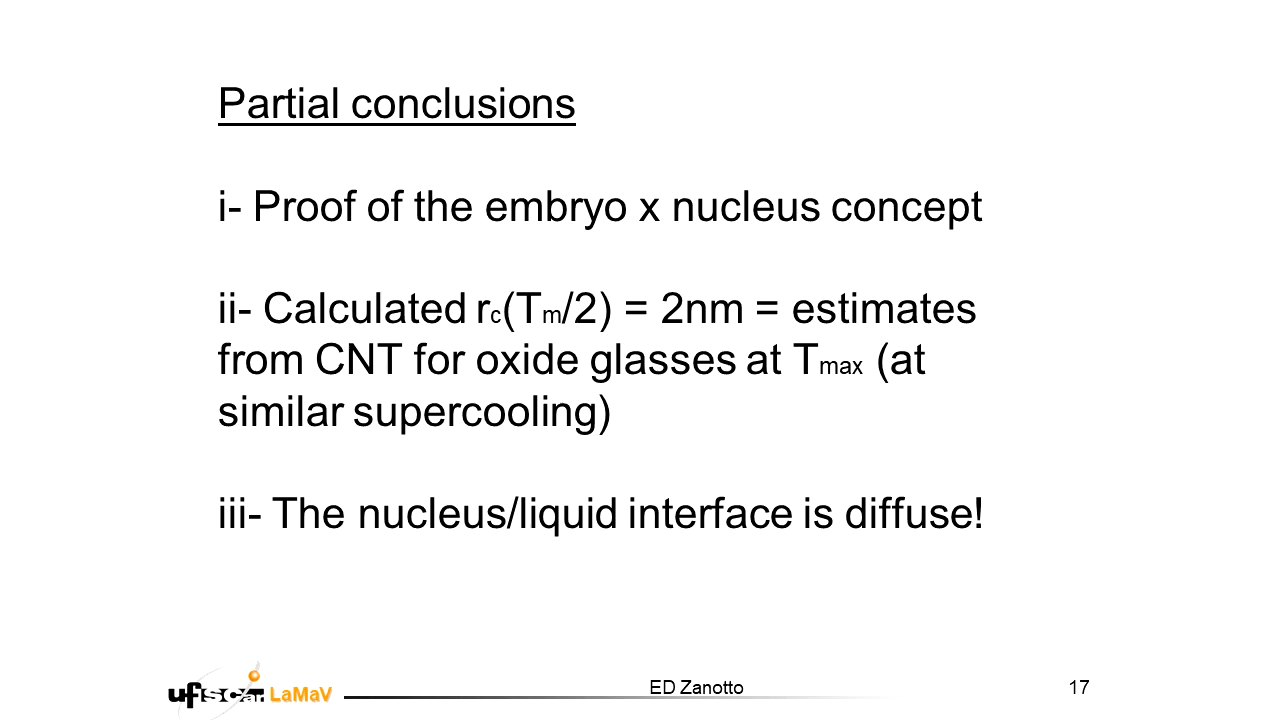 Partial conclusions
i- Proof of the embryo x nucleus concept
ii- Calculated rc(Tm/2) = 2nm = estimates
from CNT for oxide glasses at Tmax (at
similar supercooling)
iii- The nucleus/liquid interface is diffuse!
ufscar LaMaV
ED Zanotto
17